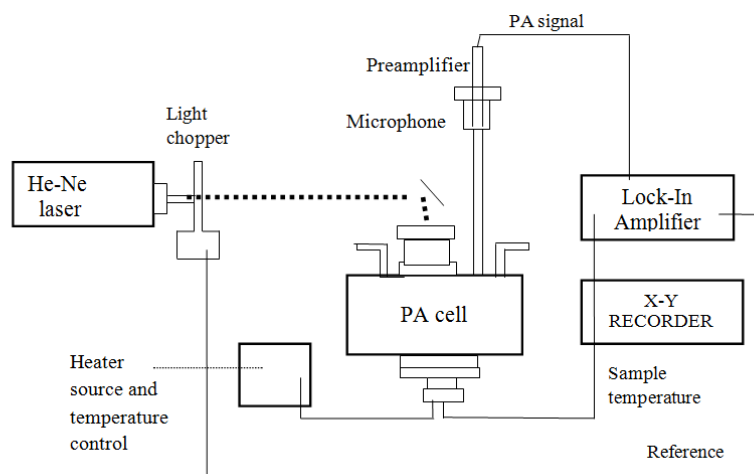 PA signal
Preamplifier
Microphone
Light
chopper
He-Ne
laser
Lock-In
Amplifier
X-Y
RECORDER
PA cell
Heater
source and
temperature
control
Sample
temperature
Reference